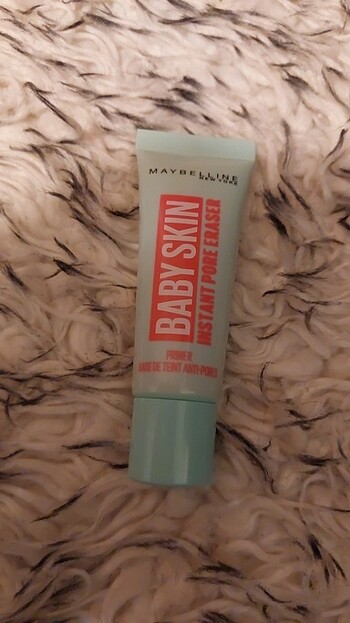 MAYBELLINE
NEW YORK
BABY SKIN
INSTANT PORE ERASER
PRIMER
BASE DE TEINT ANTI-PORES